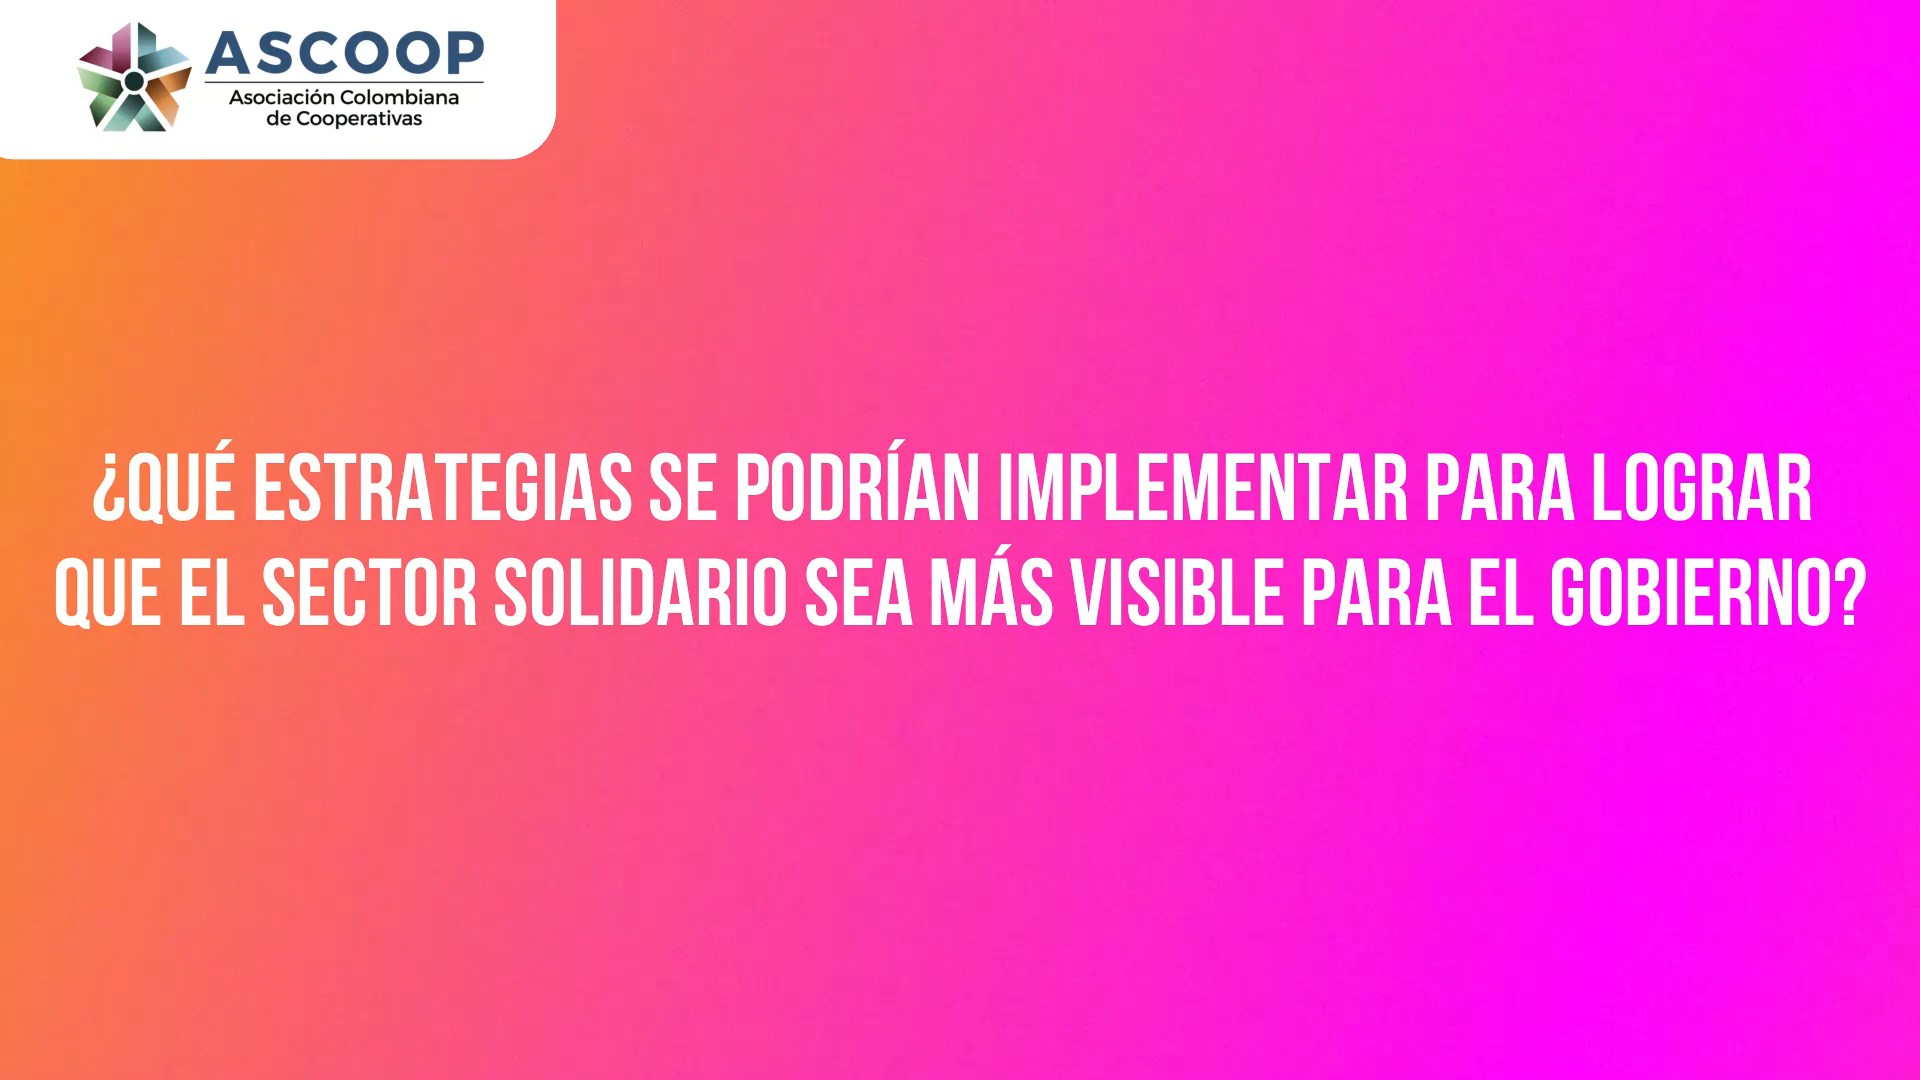 ASCOOP
Asociación Colombiana
de Cooperativas
¿QUÉ ESTRATEGIAS SE PODRÍAN IMPLEMENTAR PARA LOGRAR
QUE EL SECTOR SOLIDARIO SEA MÁS VISIBLE PARA EL GOBIERNO?